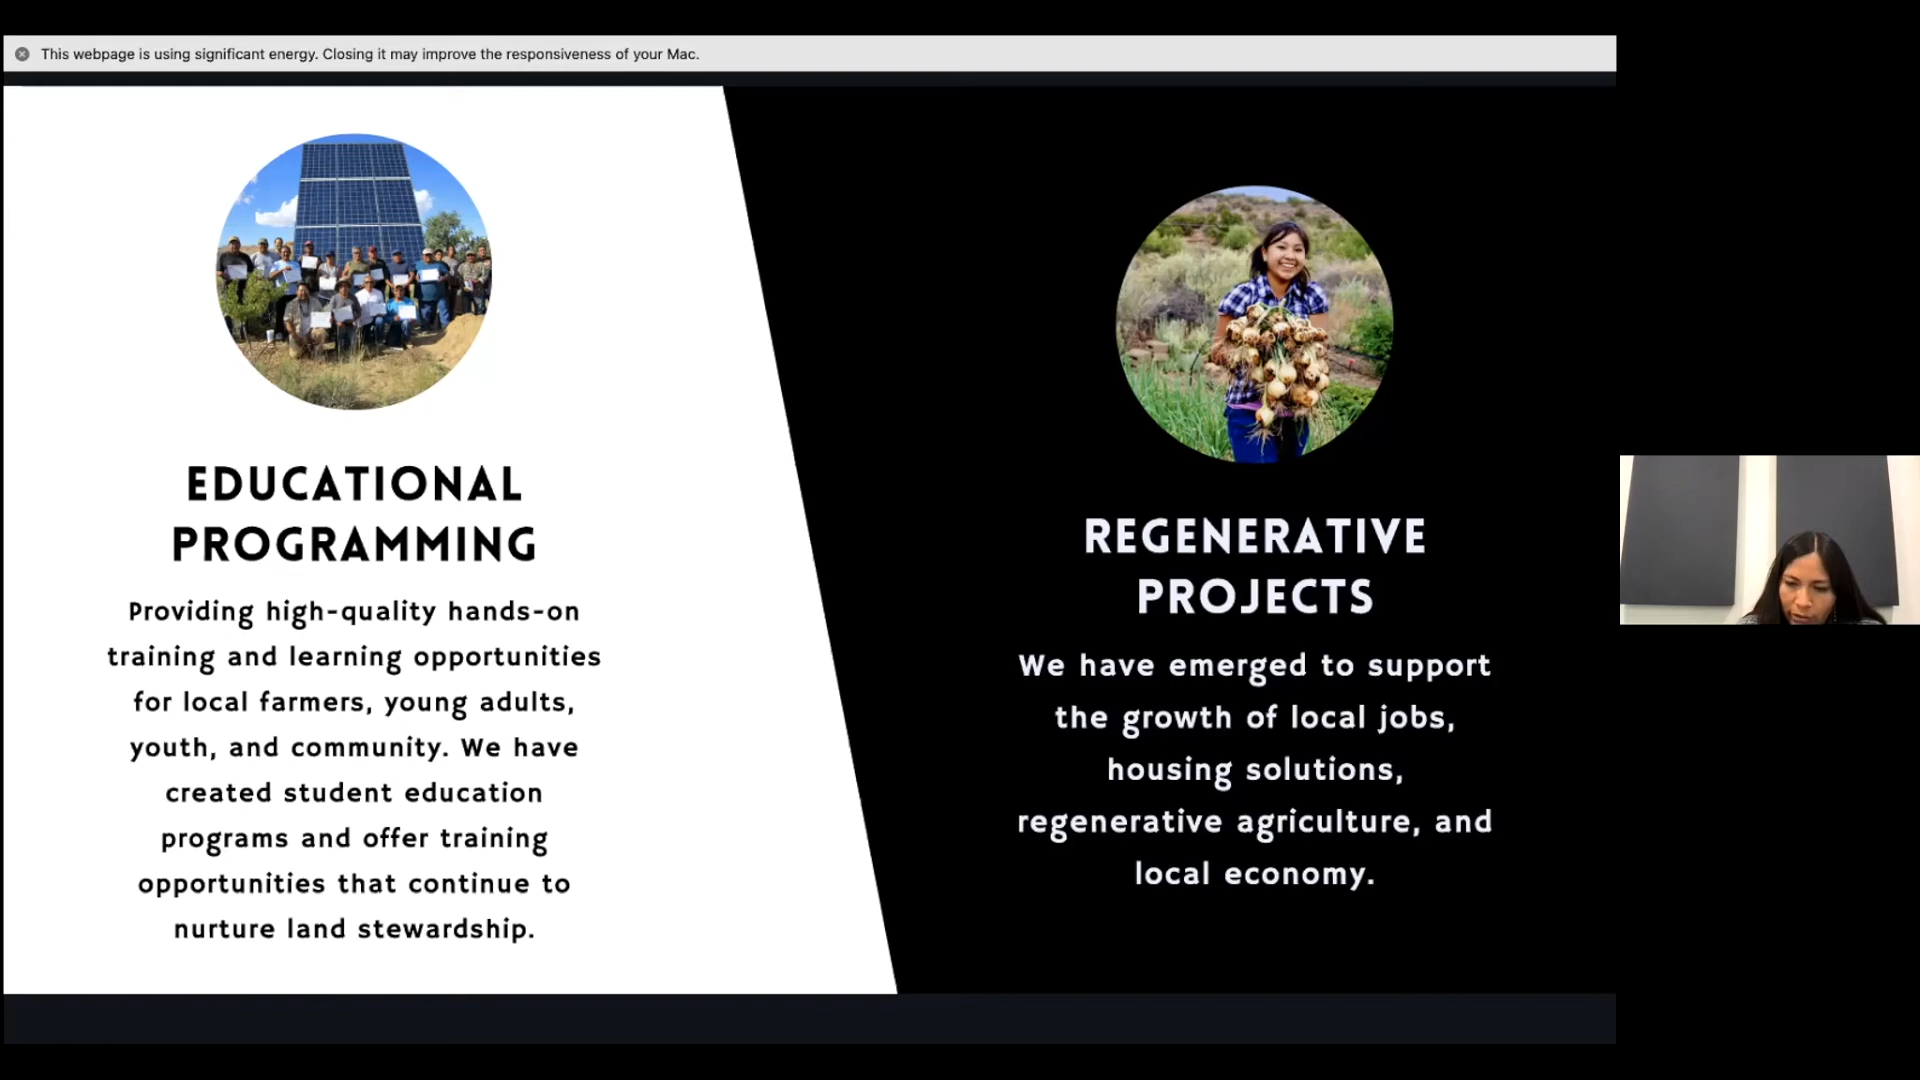 This webpage is using significant energy. Closing it may improve the responsiveness of your Mac.
EDUCATIONAL
PROGRAMMING
Providing high-quality hands-on
training and learning opportunities
for local farmers, young adults,
youth, and community. We have
created student education
programs and offer training
opportunities that continue to
nurture land stewardship.
REGENERATIVE
PROJECTS
We have emerged to support
the growth of local jobs,
housing solutions,
regenerative agriculture, and
local economy.